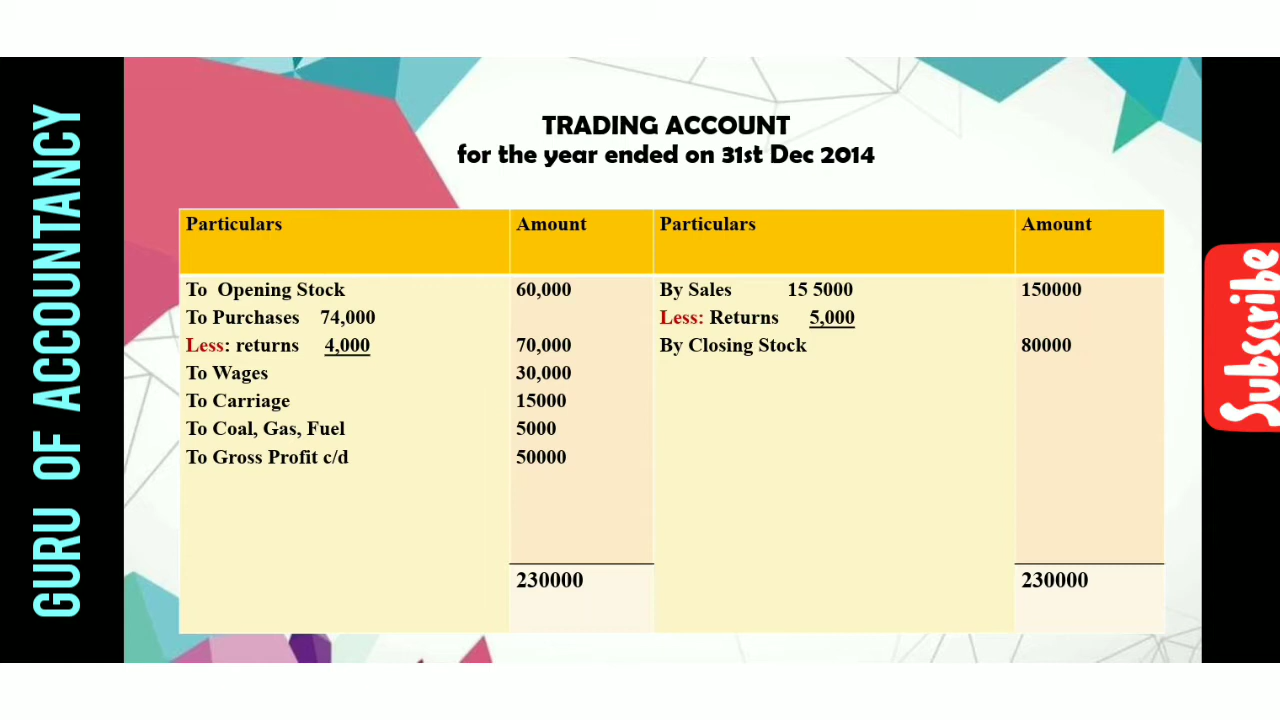 GURU OF ACCOUNTANCY
TRADING ACCOUNT
for the year ended on 31st Dec 2014
Particulars Amount Particulars Amount
To Opening Stock 60,000 By Sales 15 5000 150000
To Purchases 74,000 Less: Returns 5,000
Less: returns 4,000 70,000 By Closing Stock 80000
To Wages 30,000
To Carriage 15000
To Coal, Gas, Fuel 5000
To Gross Profit c/d 50000
230000 230000
Subscribe